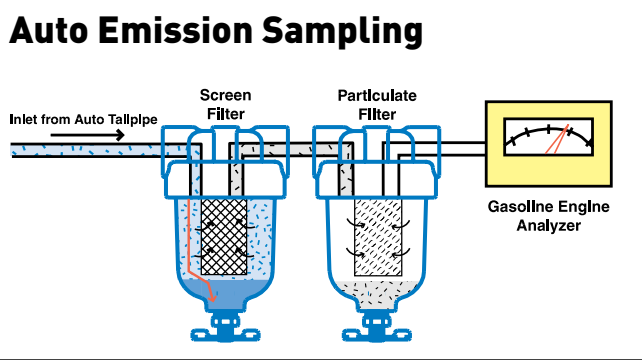 Auto Emission Sampling
Screen
Filter
Particulate
Filter
Inlet from Auto Tailpipe
Gasoline Engine
Analyzer